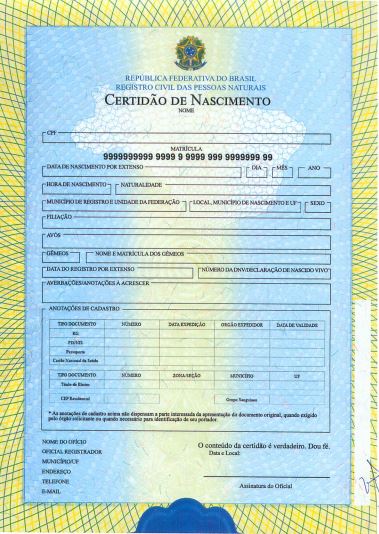 REPÚBLICA FEDERATIVA DO BRASIL
REGISTRO CIVIL DAS PESSOAS NATURAIS
CERTIDÃO DE NASCIMENTO
NOME
CPF
MATRÍCULA
9999999999 9999 9 9999 999 9999999 99
DATA DE NASCIMENTO POR EXTENSO DIA MÊS ANO
HORA DE NASCIMENTO NATURALIDADE
MUNICÍPIO DE REGISTRO E UNIDADE DA FEDERAÇÃO LOCAL, MUNICÍPIO DE NASCIMENTO E UF SEXO
FILIAÇÃO
AVÓS
GÊMEOS NOME E MATRÍCULA DOS GÊMEOS
DATA DO REGISTRO POR EXTENSO NÚMERO DA DNV/DECLARAÇÃO DE NASCIDO VIVO
AVERBAÇÕES/ANOTAÇÕES À ACRESCER
ANOTAÇÕES DE CADASTRO
TIPO DOCUMENTO NÚMERO DATA EXPEDIÇÃO ÓRGÃO EXPEDIDOR DATA DE VALIDADE
RG
PIS/NIS
Passaporte
Cartão Nacional de Saúde
TIPO DOCUMENTO NÚMERO ZONA/SEÇÃO MUNICÍPIO UF
Título de Eleitor
CEP Residencial Grupo Sanguíneo
* As anotações de cadastro acima não dispensam a parte interessada da apresentação do documento original, quando exigido
pelo órgão solicitante ou quando necessário para identificação de seu portador.
NOME DO OFÍCIO
OFICIAL REGISTRADOR
MUNICÍPIO/UF
ENDEREÇO
TELEFONE
E-MAIL
O conteúdo da certidão é verdadeiro. Dou fé.
Data e Local:
Assinatura do Oficial